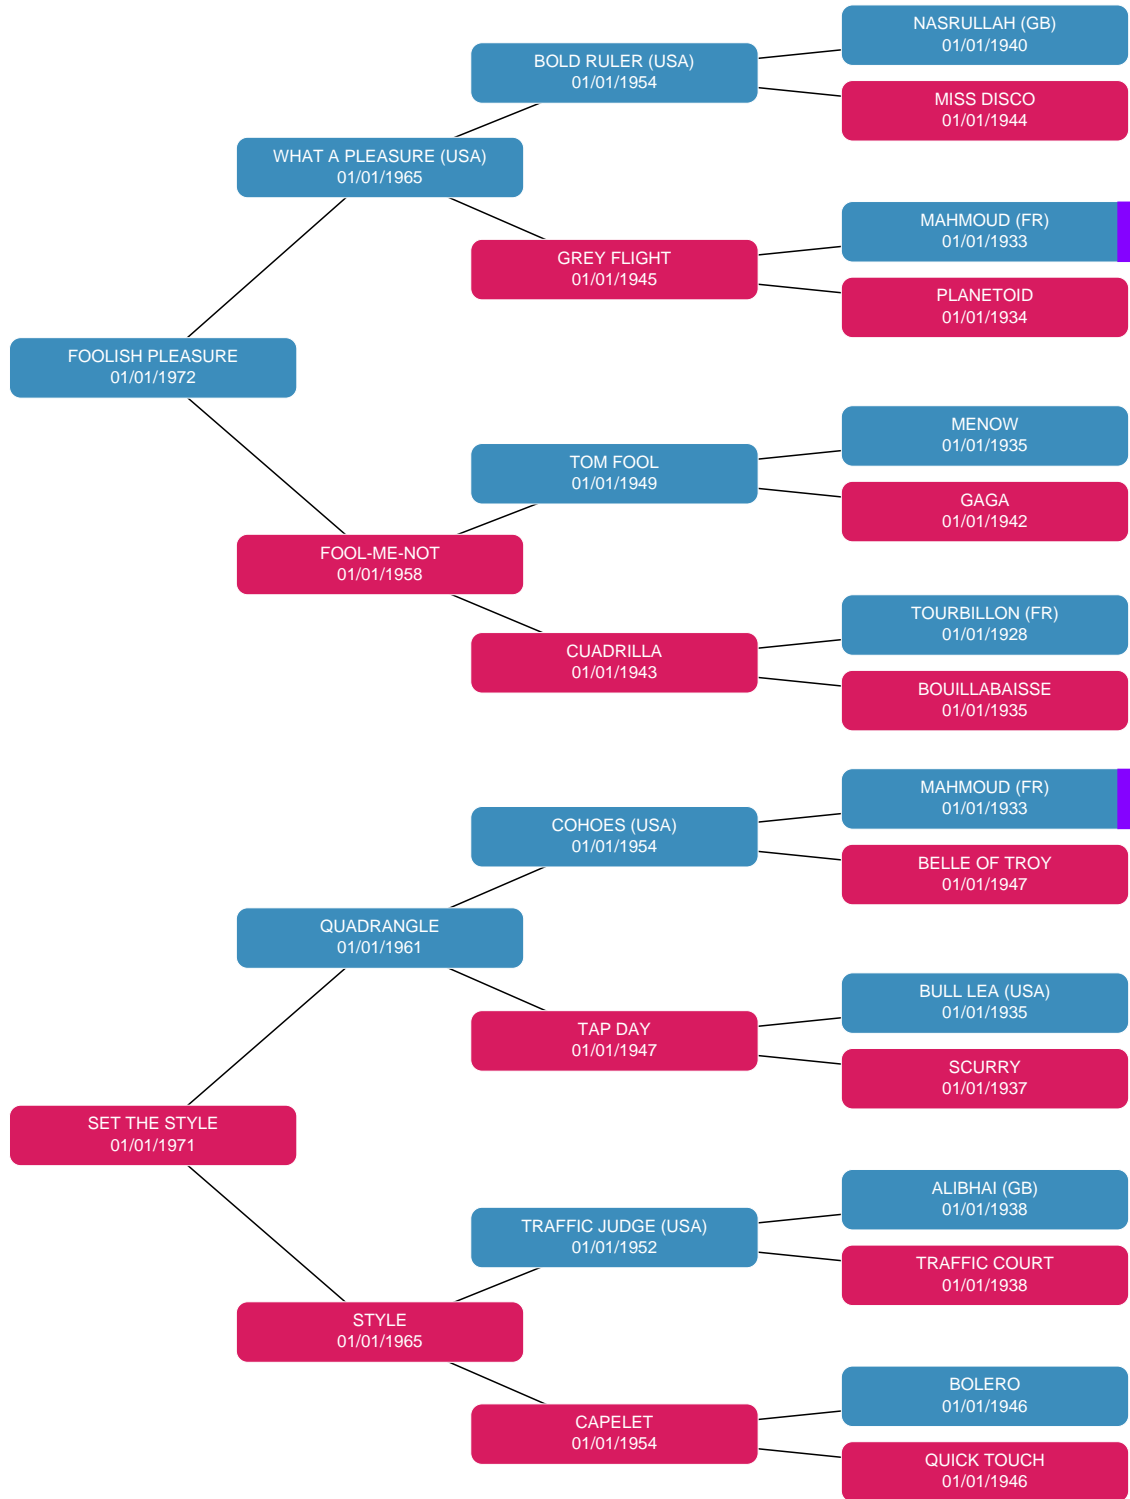 NASRULLAH (GB)
01/01/1940
BOLD RULER (USA)
01/01/1954
MISS DISCO
01/01/1944
WHAT A PLEASURE (USA)
01/01/1965
MAHMOUD (FR)
01/01/1933
GREY FLIGHT
01/01/1945
PLANETOID
01/01/1934
FOOLISH PLEASURE
01/01/1972
MENOW
01/01/1935
TOM FOOL
01/01/1949
GAGA
01/01/1942
FOOL-ME-NOT
01/01/1958
TOURBILLON (FR)
01/01/1928
CUADRILLA
01/01/1943
BOUILLABAISSE
01/01/1935
MAHMOUD (FR)
01/01/1933
COHOES (USA)
01/01/1954
BELLE OF TROY
01/01/1947
QUADRANGLE
01/01/1961
BULL LEA (USA)
01/01/1935
TAP DAY
01/01/1947
SCURRY
01/01/1937
SET THE STYLE
01/01/1971
ALIBHAI (GB)
01/01/1938
TRAFFIC JUDGE (USA)
01/01/1952
TRAFFIC COURT
01/01/1938
STYLE
01/01/1965
BOLERO
01/01/1946
CAPELET
01/01/1954
QUICK TOUCH
01/01/1946